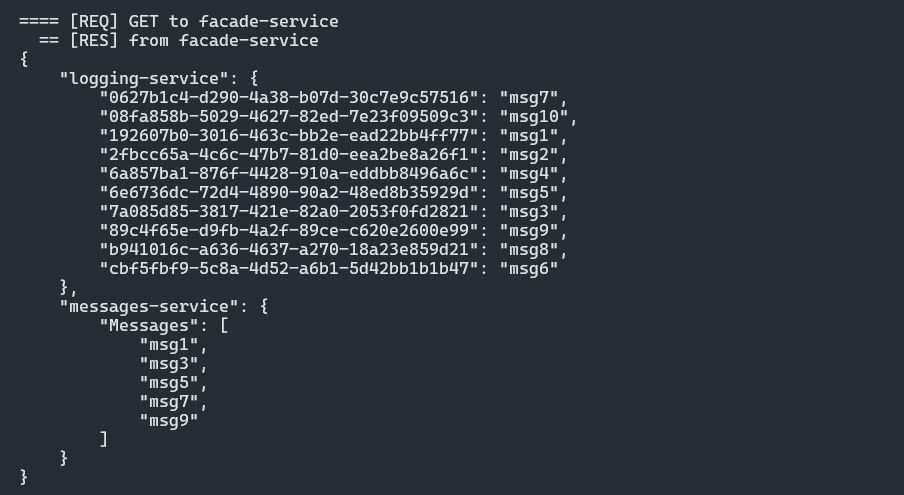 ==== [REQ] GET to facade-service
  == [RES] from facade-service
{
    "logging-service": {
        "0627b1c4-d290-4a38-b07d-30c7e9c57516": "msg7",
        "08fa858b-5029-4627-82ed-7e23f09509c3": "msg10",
        "192607b0-3016-463c-bb2e-ead22bb4ff77": "msg1",
        "2fbcc65a-4c6c-47b7-81d0-eea2be8a26f1": "msg2",
        "6a857ba1-876f-4428-910a-eddbb8496a6c": "msg4",
        "6e6736dc-72d4-4890-90a2-48ed8b35929d": "msg5",
        "7a085d85-3817-421e-82a0-2053f0fd2821": "msg3",
        "89c4f65e-d9fb-4a2f-89ce-c620e2600e99": "msg9",
        "b941016c-a636-4637-a270-18a23e859d21": "msg8",
        "cbf5fbf9-5c8a-4d52-a6b1-5d42bb1b1b47": "msg6"
    },
    "messages-service": {
        "Messages": [
            "msg1",
            "msg3",
            "msg5",
            "msg7",
            "msg9"
        ]
    }
}